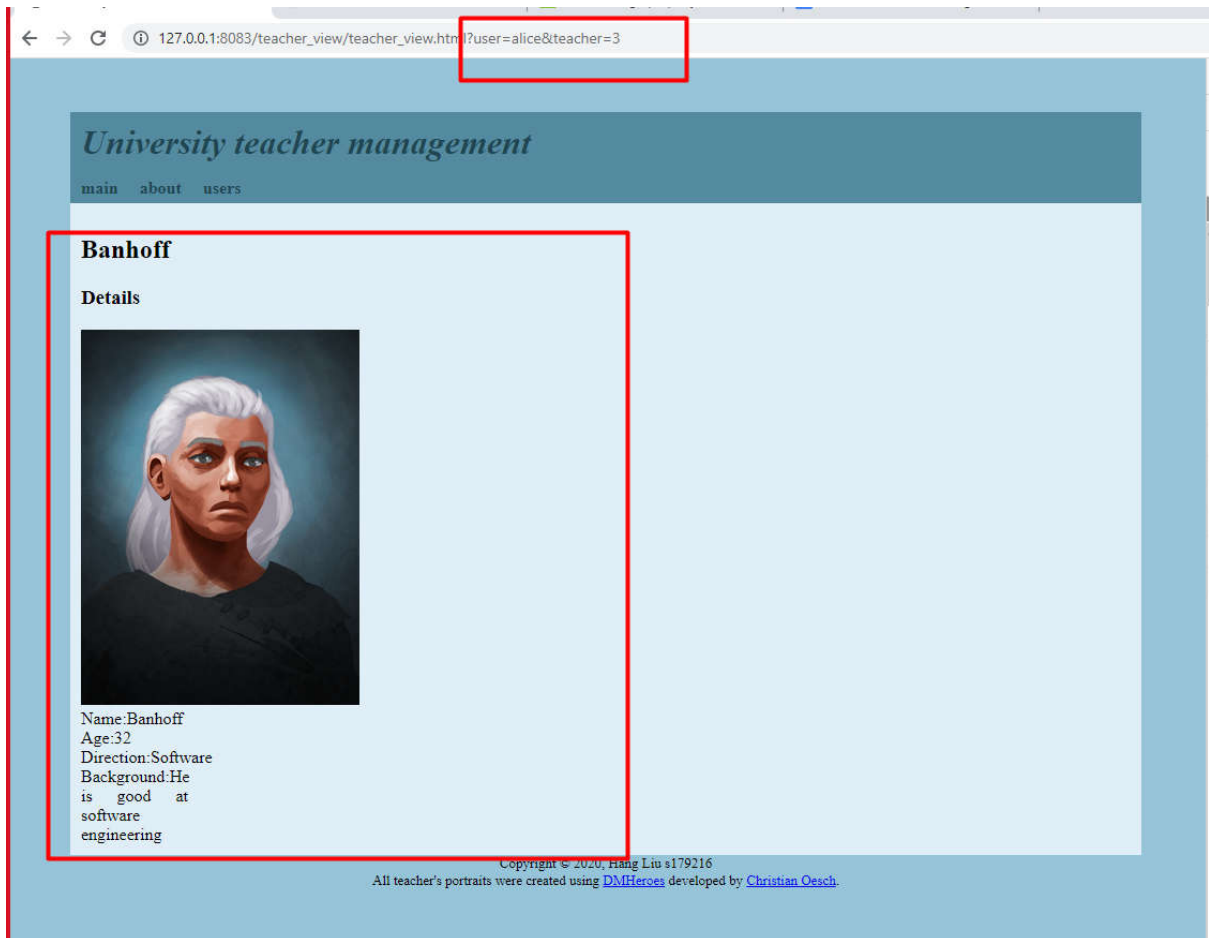 127.0.0.1:8083/teacher_view/teacher_view.html?user=alice&teacher=3
University teacher management
main about users
Banhoff
Details
Name:Banhoff
Age:32
Direction:Software
Background:He
is good at
software
engineering
Copyright © 2020, Hang Liu s179216
All teacher's portraits were created using DMHeroes developed by Christian Oesch.